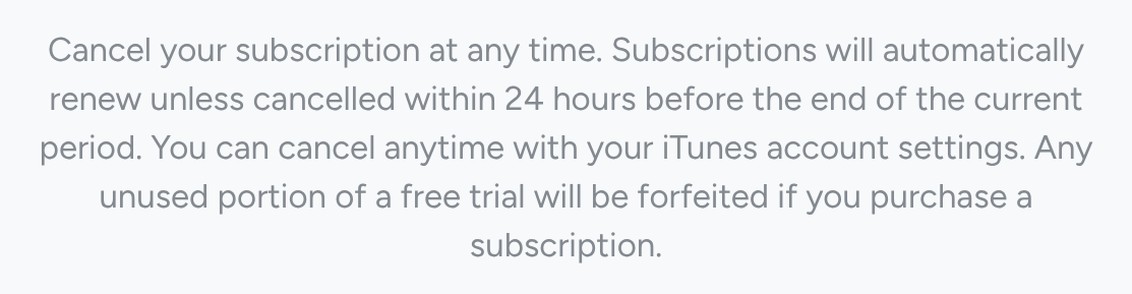 Cancel your subscription at any time. Subscriptions will automatically
renew unless cancelled within 24 hours before the end of the current
period. You can cancel anytime with your iTunes account settings. Any
unused portion of a free trial will be forfeited if you purchase a
subscription.